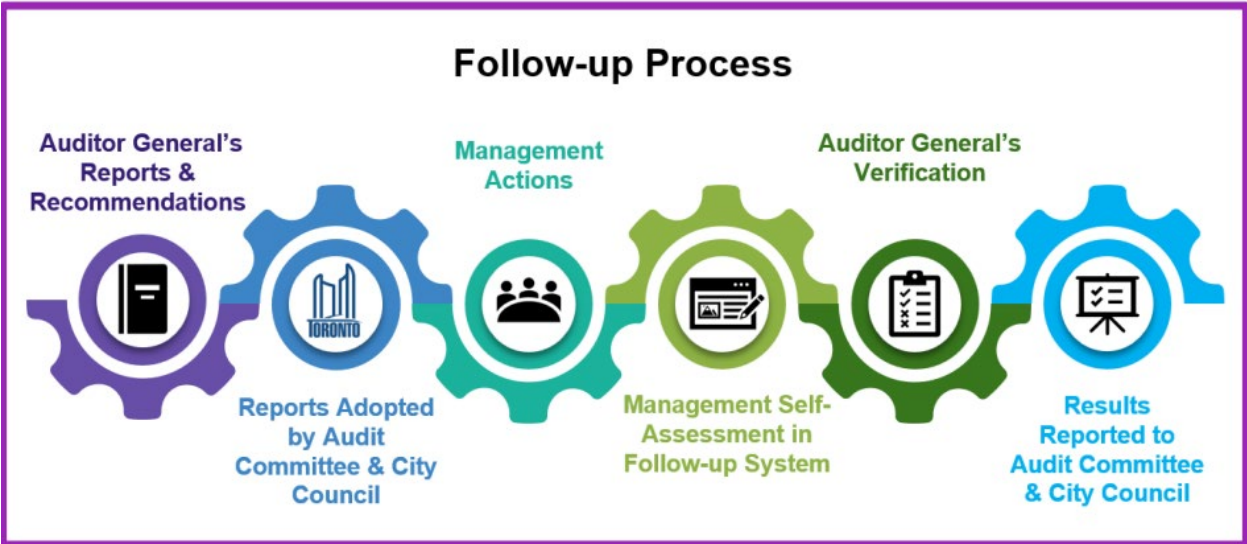 Follow-up Process
Auditor General's
Reports &
Recommendations
TORONTO
Reports Adopted
by Audit
Committee & City
Council
Management
Actions
Management Self-
Assessment in
Follow-up System
Auditor General's
Verification
Results
Reported to
Audit Committee
& City Council